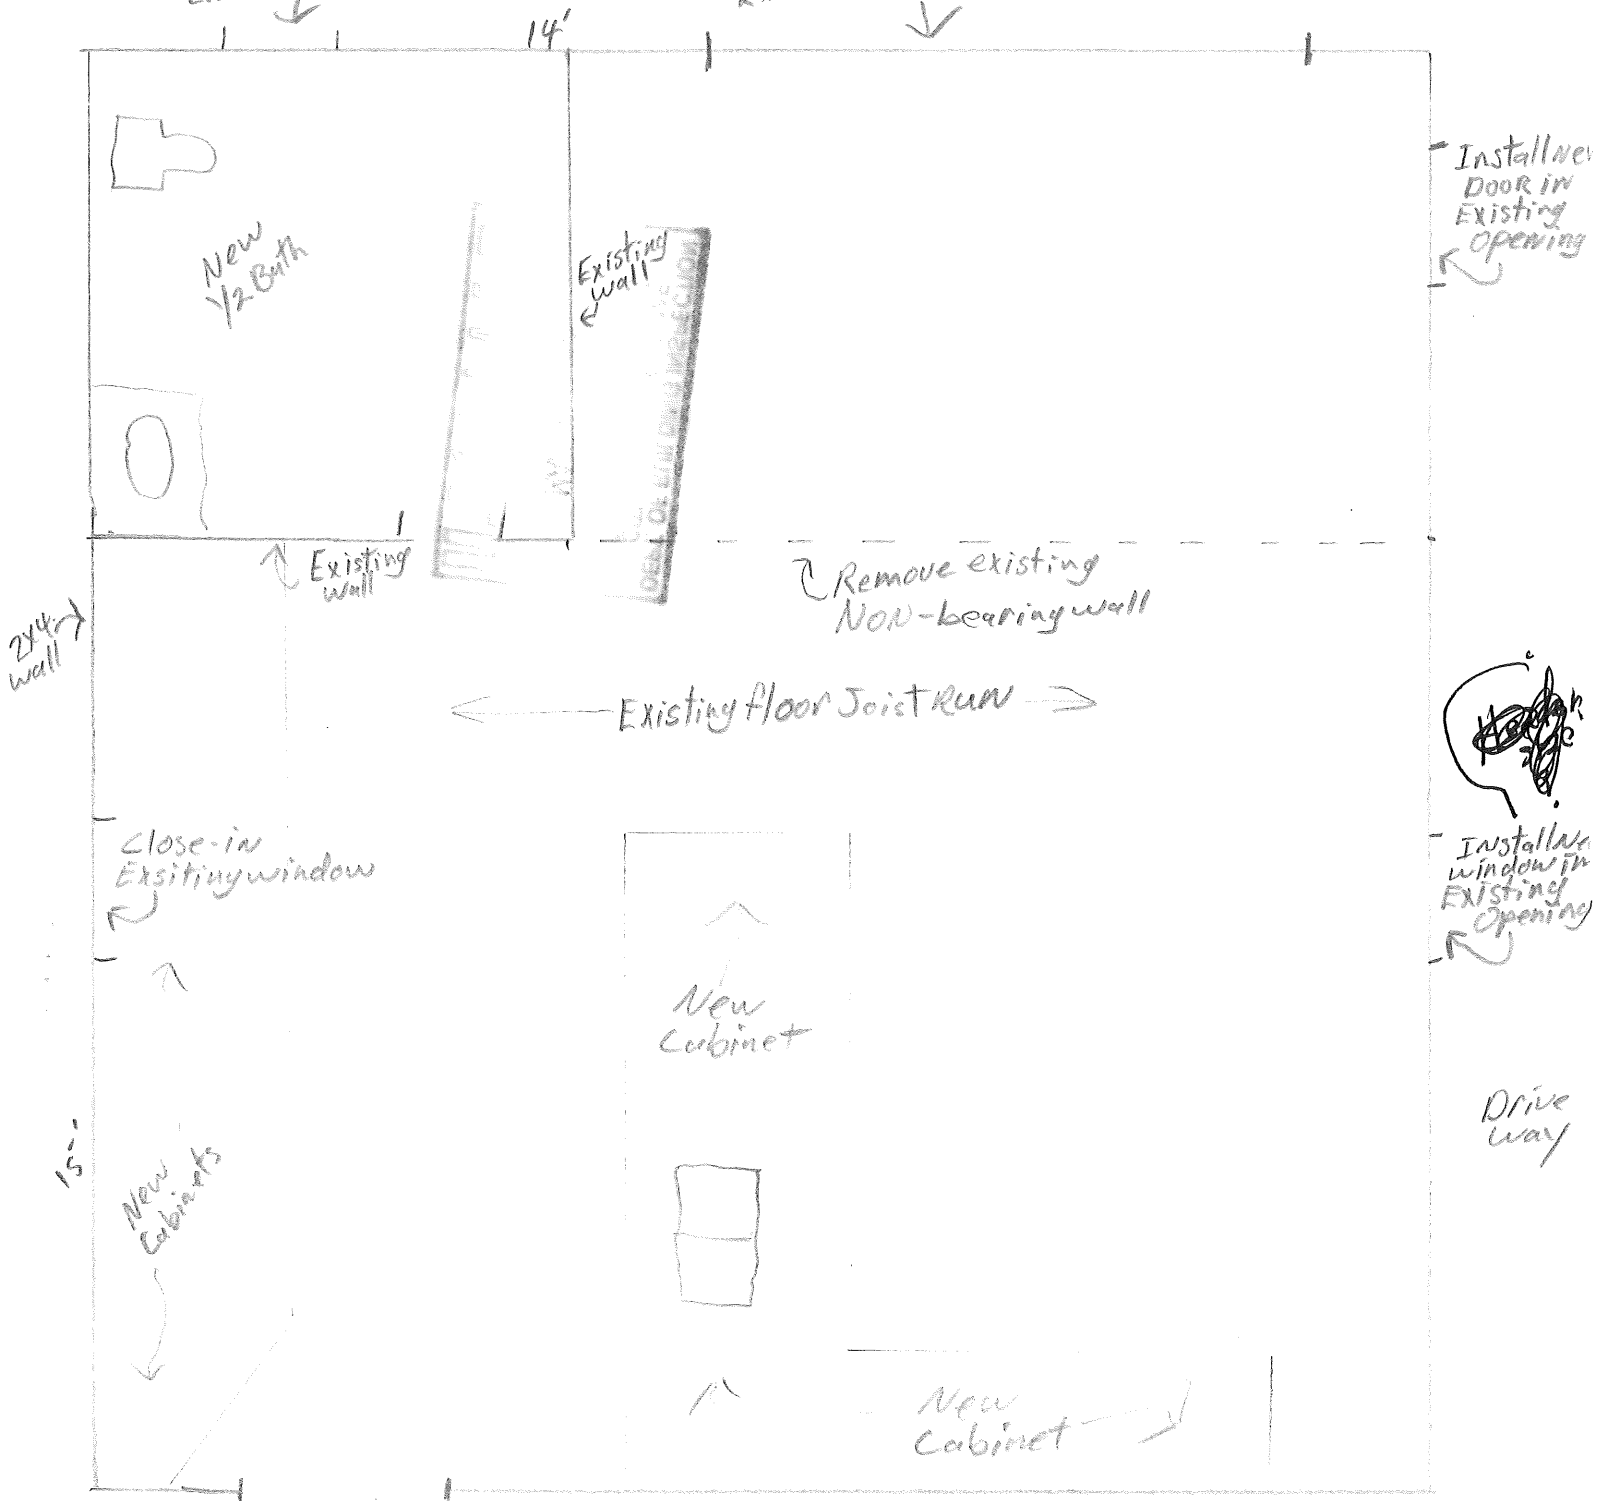 14'
Install New
Door in
Existing
Opening
New
1/2 Bath
Existing
wall
Existing
wall
Remove existing
NON-bearing wall
2x4
wall
Existing floor Joist Run
Close-in
Exsiting window
Install Ne
window in
Existing
Opening
New
Cabinet
Drive
way
15'
New
Cabinets
New
Cabinet